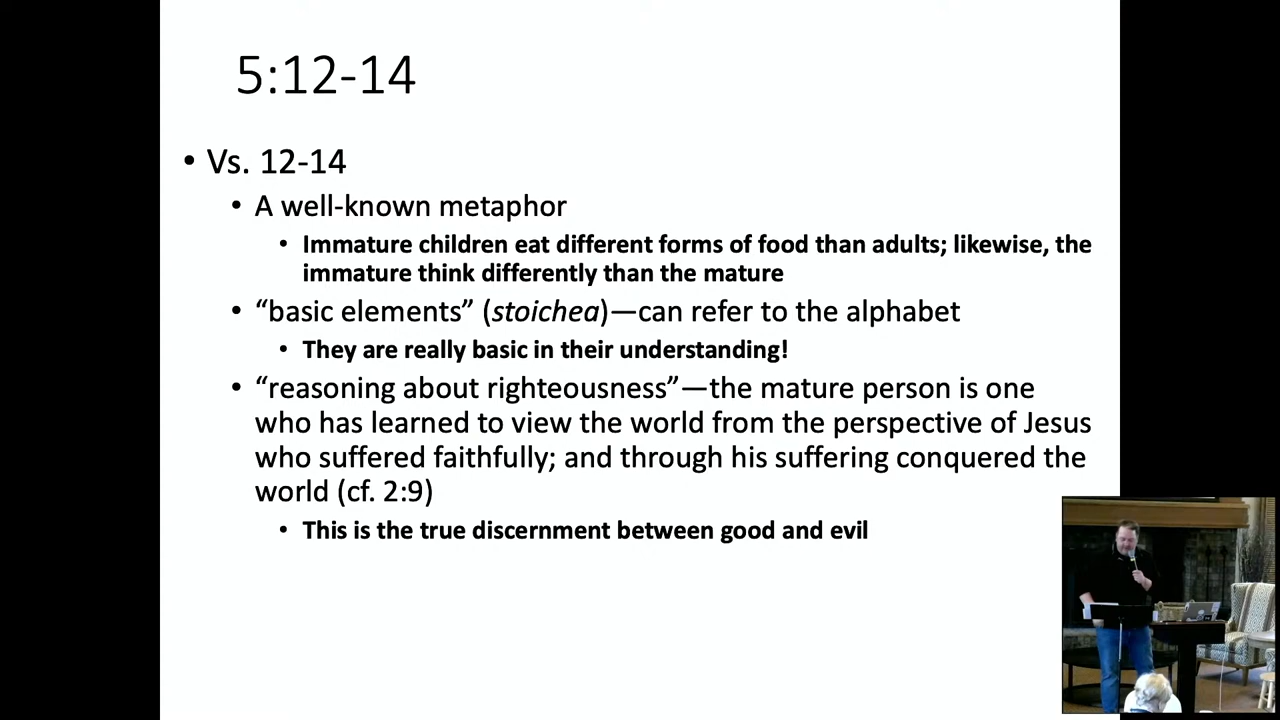 5:12-14
• Vs. 12-14
• A well-known metaphor
• Immature children eat different forms of food than adults; likewise, the
immature think differently than the mature
• “basic elements” (stoichea)—can refer to the alphabet
• They are really basic in their understanding!
• “reasoning about righteousness”—the mature person is one
who has learned to view the world from the perspective of Jesus
who suffered faithfully; and through his suffering conquered the
world (cf. 2:9)
• This is the true discernment between good and evil